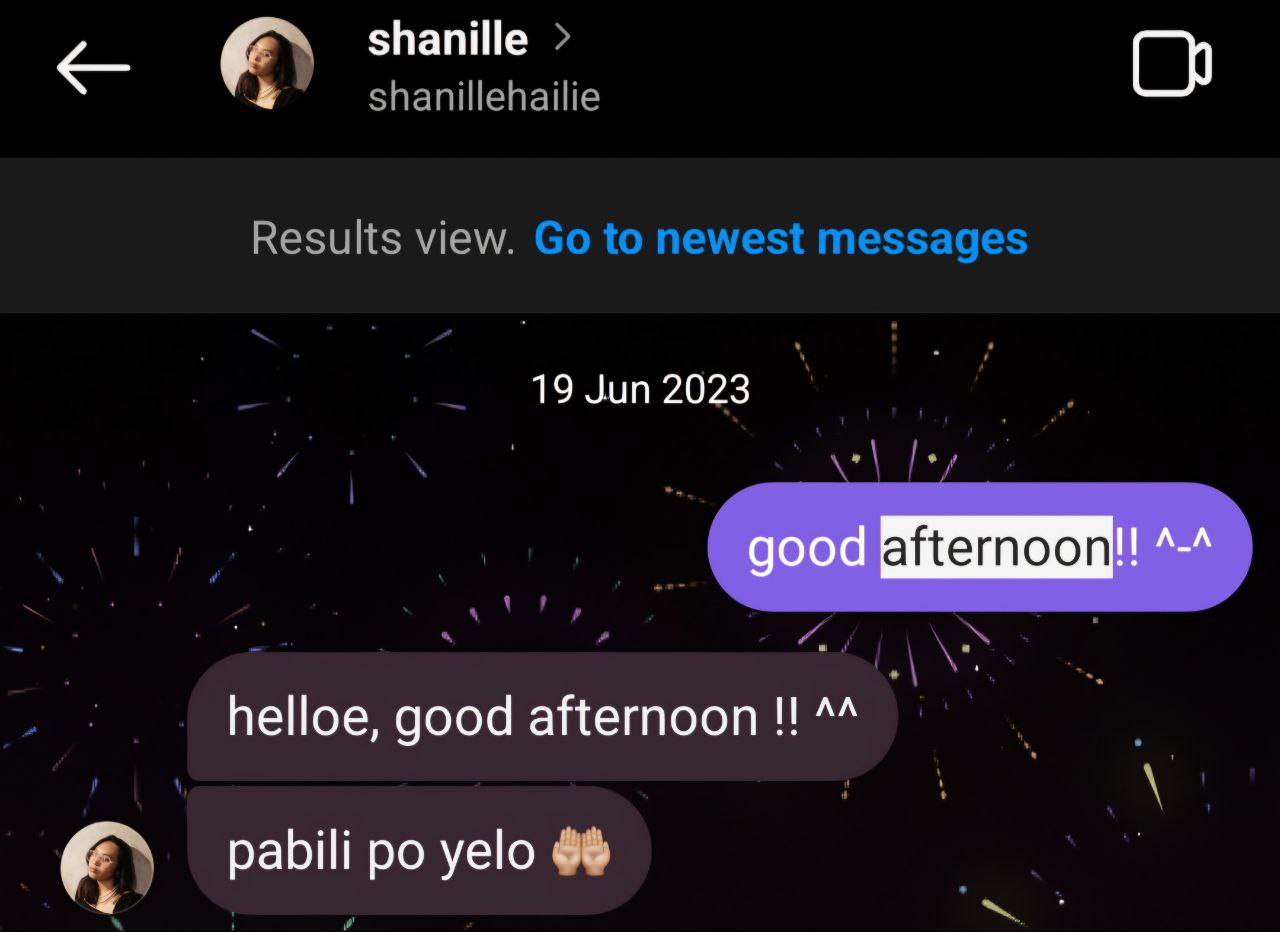 shanille
shanillehailie
Results view. Go to newest messages
19 Jun 2023
good afternoon!! ^-^
helloe, good afternoon !! ^^
pabili po yelo 🤲🏼